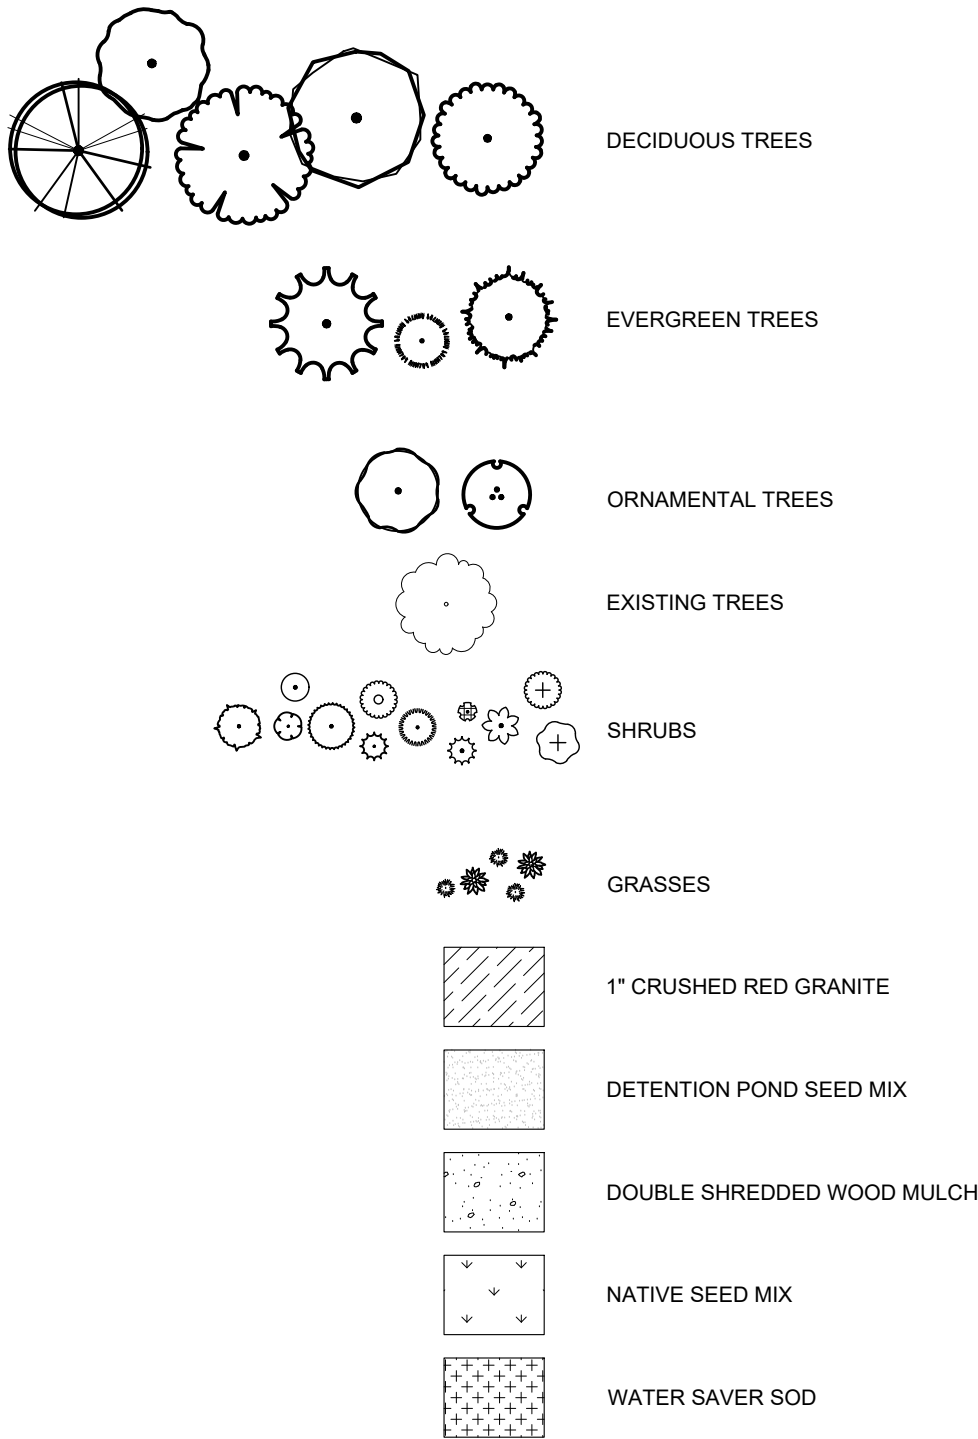 DECIDUOUS TREES
EVERGREEN TREES
ORNAMENTAL TREES
EXISTING TREES
SHRUBS
GRASSES
1" CRUSHED RED GRANITE
DETENTION POND SEED MIX
DOUBLE SHREDDED WOOD MULCH
NATIVE SEED MIX
WATER SAVER SOD